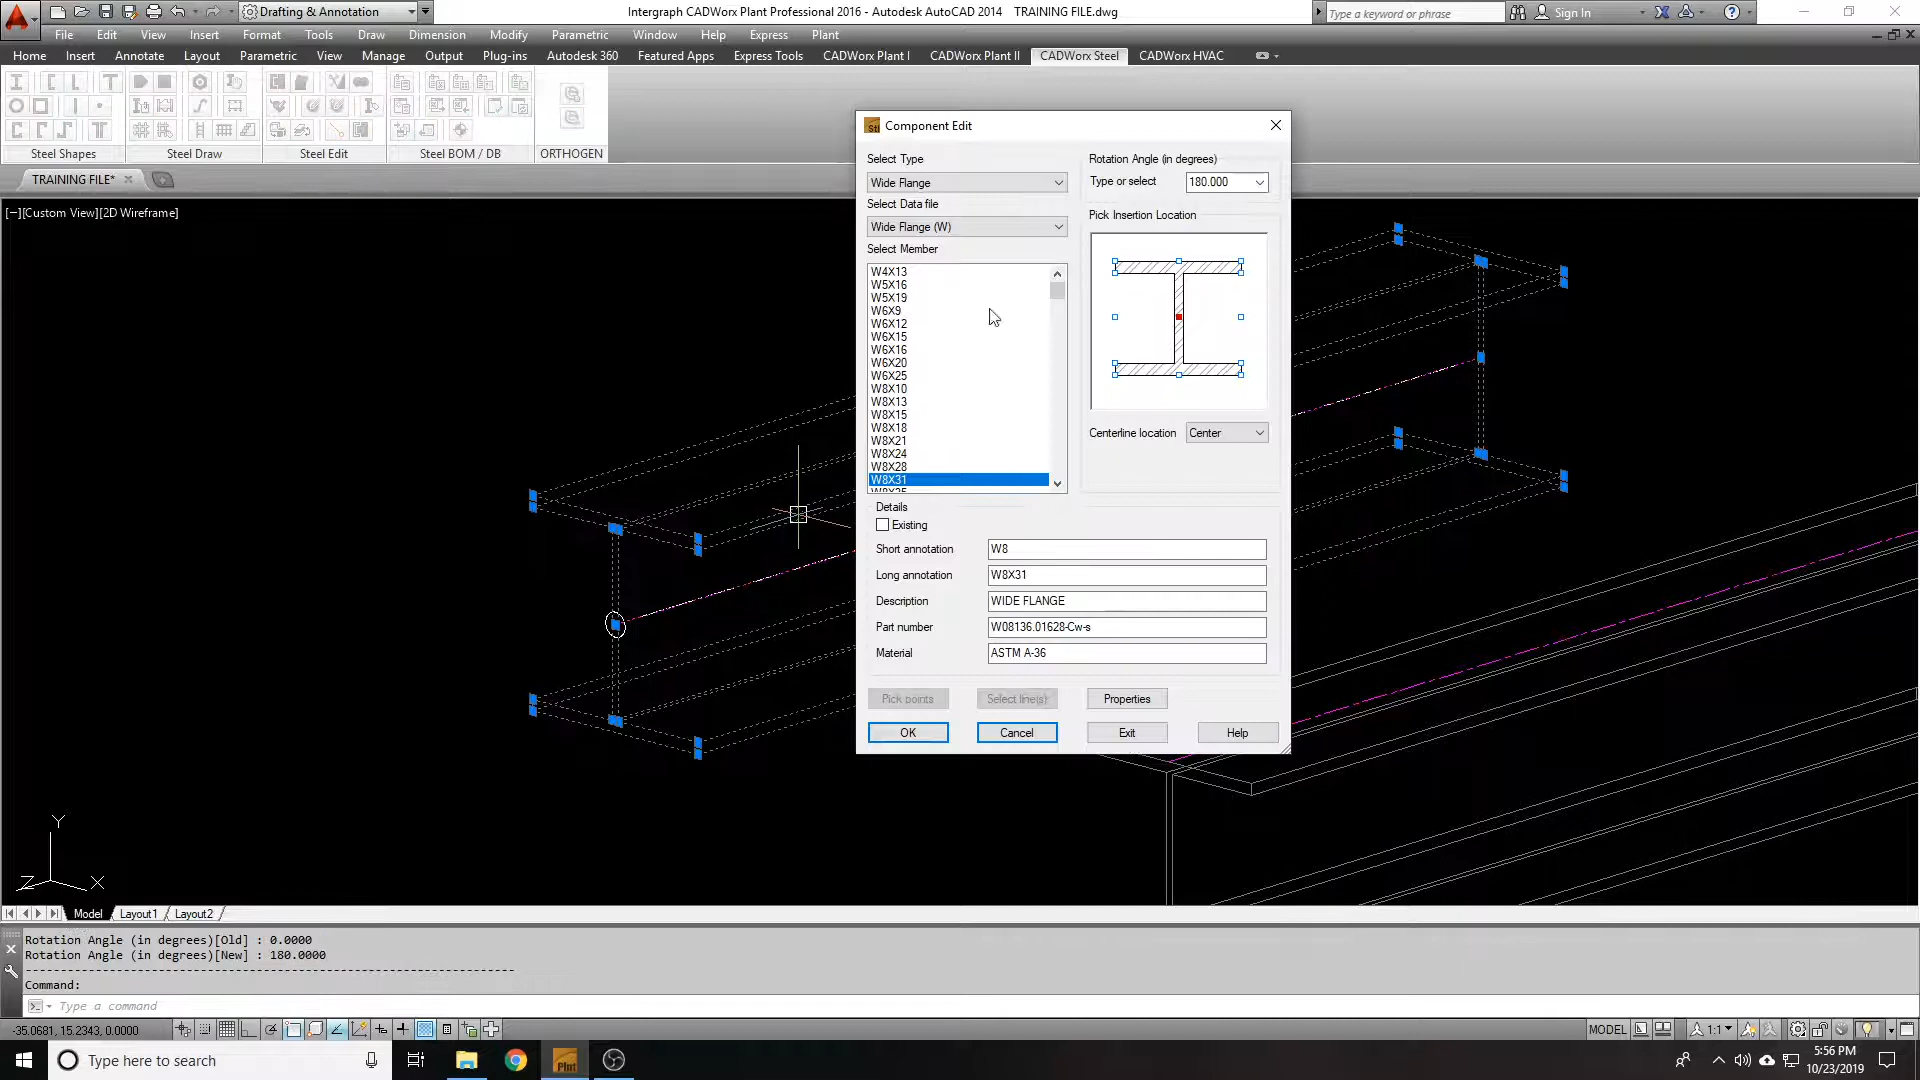 Drafting & Annotation
Intergraph CADWorx Plant Professional 2016 - Autodesk AutoCAD 2014 TRAINING FILE.dwg
Type a keyword or phrase
Sign In
File Edit View Insert Format Tools Draw Dimension Modify Parametric Window Help Express Plant
Home Insert Annotate Layout Parametric View Manage Output Plug-ins Autodesk 360 Featured Apps Express Tools CADWorx Plant I CADWorx Plant II CADWorx Steel CADWorx HVAC
Steel Shapes Steel Draw Steel Edit Steel BOM / DB ORTHOGEN
TRAINING FILE*
[−][Custom View][2D Wireframe]
Component Edit
Select Type
Wide Flange
Select Data file
Wide Flange (W)
Select Member
W4X13
W5X16
W5X19
W6X9
W6X12
W6X15
W6X16
W6X20
W6X25
W8X10
W8X13
W8X15
W8X18
W8X21
W8X24
W8X28
W8X31
W8X35
Rotation Angle (in degrees)
Type or select 180.000
Pick Insertion Location
Centerline location Center
Details
Existing
Short annotation W8
Long annotation W8X31
Description WIDE FLANGE
Part number W08136.01628-Cw-s
Material ASTM A-36
Pick points Select line(s) Properties
OK Cancel Exit Help
Y
Z X
Model Layout1 Layout2
Rotation Angle (in degrees)[Old] : 0.0000
Rotation Angle (in degrees)[New] : 180.0000
Command:
Type a command
-35.0681, 15.2343, 0.0000
MODEL 1:1
Type here to search
Plnt
5:56 PM
10/23/2019